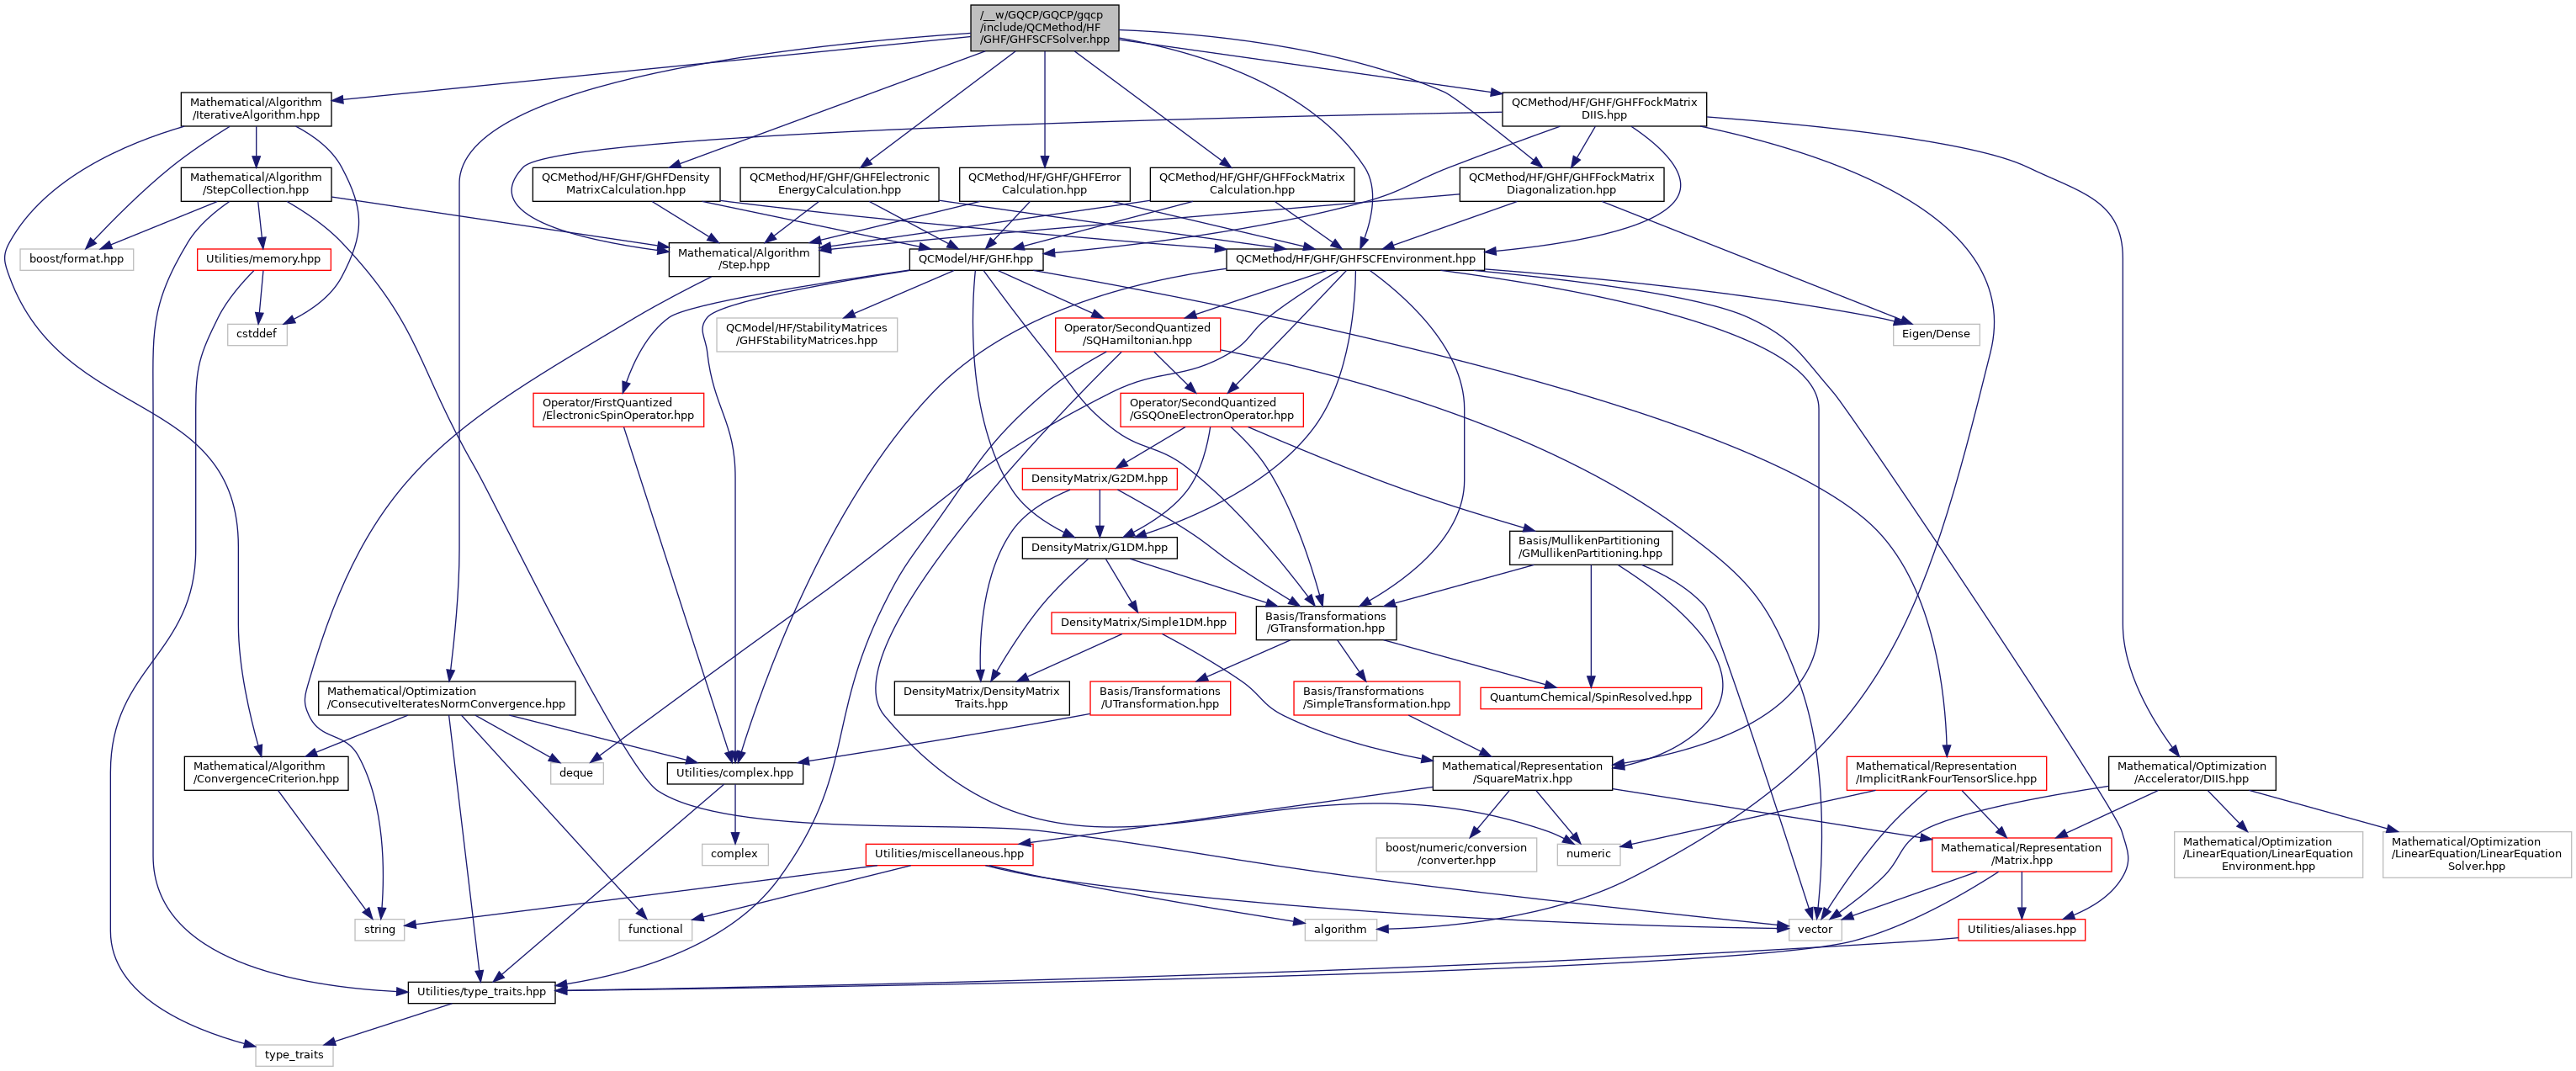 /__w/GQCP/GQCP/gqcp
/include/QCMethod/HF
/GHF/GHFSCFSolver.hpp
Mathematical/Algorithm
/IterativeAlgorithm.hpp
QCMethod/HF/GHF/GHFFockMatrix
DIIS.hpp
Mathematical/Algorithm
/StepCollection.hpp
QCMethod/HF/GHF/GHFDensity
MatrixCalculation.hpp
QCMethod/HF/GHF/GHFElectronic
EnergyCalculation.hpp
QCMethod/HF/GHF/GHFError
Calculation.hpp
QCMethod/HF/GHF/GHFFockMatrix
Calculation.hpp
QCMethod/HF/GHF/GHFFockMatrix
Diagonalization.hpp
boost/format.hpp
Utilities/memory.hpp
Mathematical/Algorithm
/Step.hpp
QCModel/HF/GHF.hpp
QCMethod/HF/GHF/GHFSCFEnvironment.hpp
cstddef
QCModel/HF/StabilityMatrices
/GHFStabilityMatrices.hpp
Operator/SecondQuantized
/SQHamiltonian.hpp
Eigen/Dense
Operator/FirstQuantized
/ElectronicSpinOperator.hpp
Operator/SecondQuantized
/GSQOneElectronOperator.hpp
DensityMatrix/G2DM.hpp
DensityMatrix/G1DM.hpp
Basis/MullikenPartitioning
/GMullikenPartitioning.hpp
DensityMatrix/Simple1DM.hpp
Basis/Transformations
/GTransformation.hpp
Mathematical/Optimization
/ConsecutiveIteratesNormConvergence.hpp
DensityMatrix/DensityMatrix
Traits.hpp
Basis/Transformations
/UTransformation.hpp
Basis/Transformations
/SimpleTransformation.hpp
QuantumChemical/SpinResolved.hpp
Mathematical/Algorithm
/ConvergenceCriterion.hpp
deque
Utilities/complex.hpp
Mathematical/Representation
/SquareMatrix.hpp
Mathematical/Representation
/ImplicitRankFourTensorSlice.hpp
Mathematical/Optimization
/Accelerator/DIIS.hpp
complex
Utilities/miscellaneous.hpp
boost/numeric/conversion
/converter.hpp
numeric
Mathematical/Representation
/Matrix.hpp
Mathematical/Optimization
/LinearEquation/LinearEquation
Environment.hpp
Mathematical/Optimization
/LinearEquation/LinearEquation
Solver.hpp
string
functional
algorithm
vector
Utilities/aliases.hpp
Utilities/type_traits.hpp
type_traits